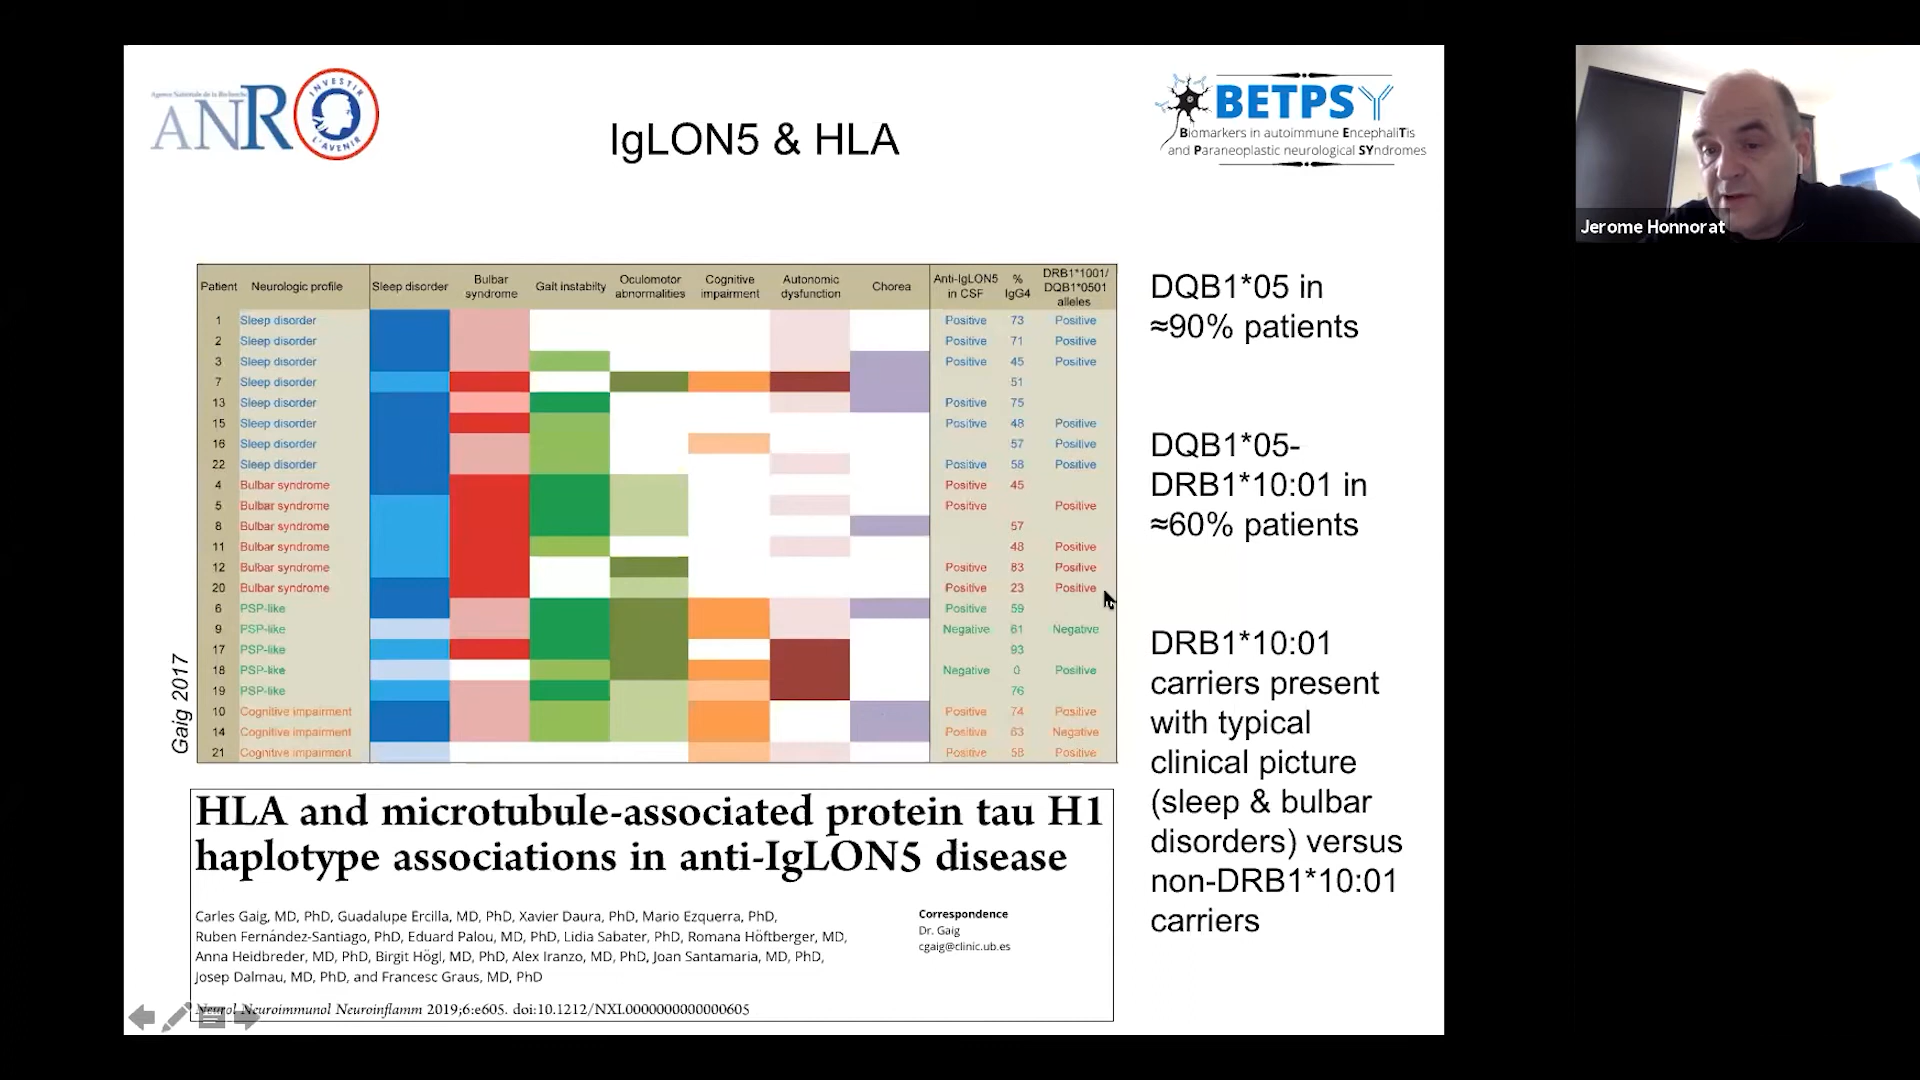 Agence Nationale de la Recherche
ANR
INVESTIR
L'AVENIR
IgLON5 & HLA
BETPSY
Biomarkers in autoimmune EncephaliTis
and Paraneoplastic neurological SYndromes
Jerome Honnorat
Patient Neurologic profile Sleep disorder Bulbar syndrome Gait instability Oculomotor abnormalities Cognitive impairment Autonomic dysfunction Chorea Anti-IgLON5 in CSF % IgG4 DRB1*1001/ DQB1*0501 alleles
1 Sleep disorder Positive 73 Positive
2 Sleep disorder Positive 71 Positive
3 Sleep disorder Positive 45 Positive
7 Sleep disorder 51
13 Sleep disorder Positive 75
15 Sleep disorder Positive 48 Positive
16 Sleep disorder 57 Positive
22 Sleep disorder Positive 58 Positive
4 Bulbar syndrome Positive 45
5 Bulbar syndrome Positive Positive
8 Bulbar syndrome 57
11 Bulbar syndrome 48 Positive
12 Bulbar syndrome Positive 83 Positive
20 Bulbar syndrome Positive 23 Positive
6 PSP-like Positive 59
9 PSP-like Negative 61 Negative
17 PSP-like 93
18 PSP-like Negative 0 Positive
19 PSP-like 76
10 Cognitive impairment Positive 74 Positive
14 Cognitive impairment Positive 63 Negative
21 Cognitive impairment Positive 58 Positive
Gaig 2017
DQB1*05 in
≈90% patients
DQB1*05-
DRB1*10:01 in
≈60% patients
DRB1*10:01
carriers present
with typical
clinical picture
(sleep & bulbar
disorders) versus
non-DRB1*10:01
carriers
HLA and microtubule-associated protein tau H1
haplotype associations in anti-IgLON5 disease
Carles Gaig, MD, PhD, Guadalupe Ercilla, MD, PhD, Xavier Daura, PhD, Mario Ezquerra, PhD,
Ruben Fernández-Santiago, PhD, Eduard Palou, MD, PhD, Lidia Sabater, PhD, Romana Höftberger, MD,
Anna Heidbreder, MD, PhD, Birgit Högl, MD, PhD, Alex Iranzo, MD, PhD, Joan Santamaria, MD, PhD,
Josep Dalmau, MD, PhD, and Francesc Graus, MD, PhD
Correspondence
Dr. Gaig
cgaig@clinic.ub.es
Neurol Neuroimmunol Neuroinflamm 2019;6:e605. doi:10.1212/NXI.0000000000000605